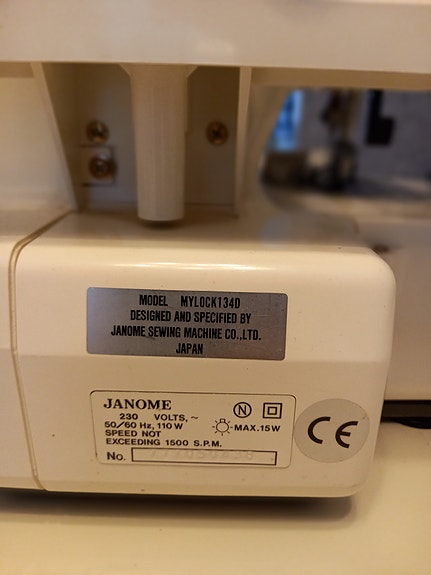 MODEL MYLOCK134D
DESIGNED AND SPECIFIED BY
JANOME SEWING MACHINE CO.,LTD.
JAPAN
JANOME
230 VOLTS, ~
50/60 Hz, 110 W
SPEED NOT
EXCEEDING 1500 S.P.M.
N
MAX.15W
No.
CE